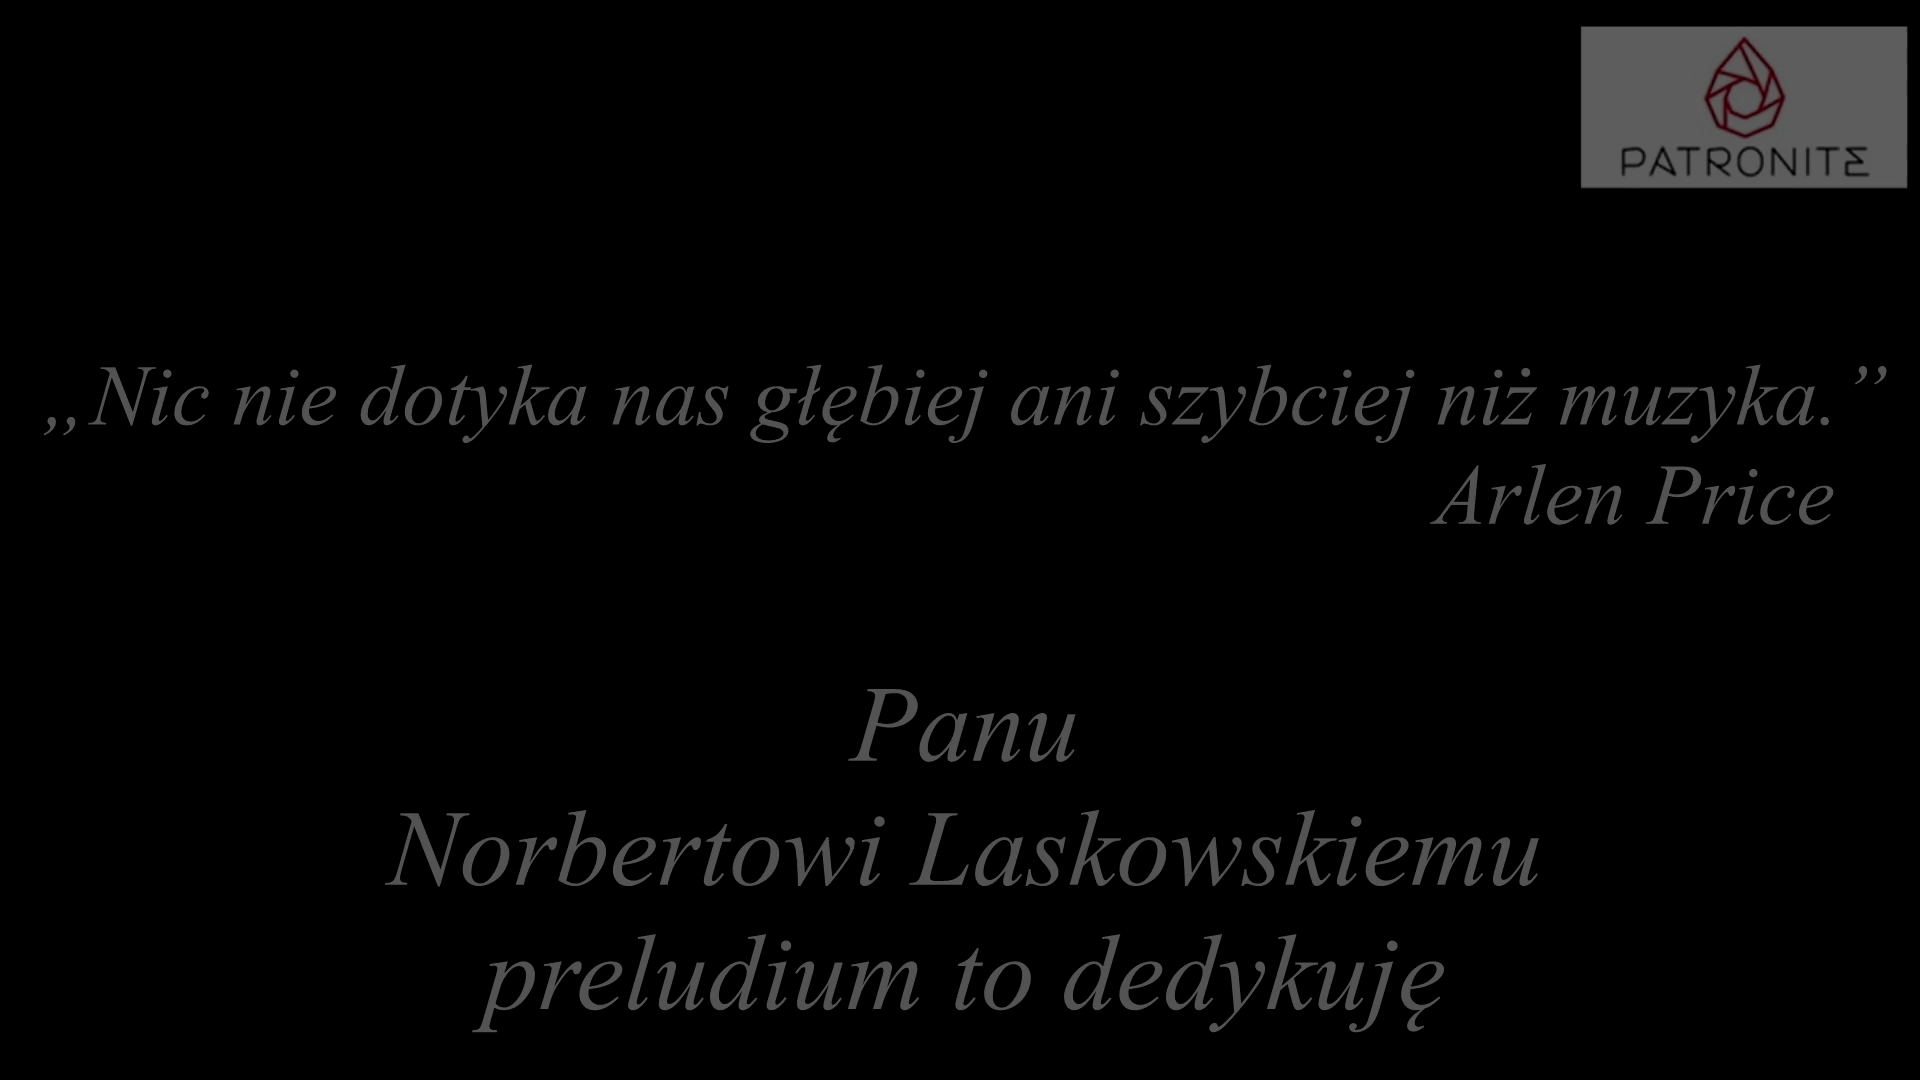 PATRONITE
„Nic nie dotyka nas głębiej ani szybciej niż muzyka.”
Arlen Price
Panu
Norbertowi Laskowskiemu
preludium to dedykuję